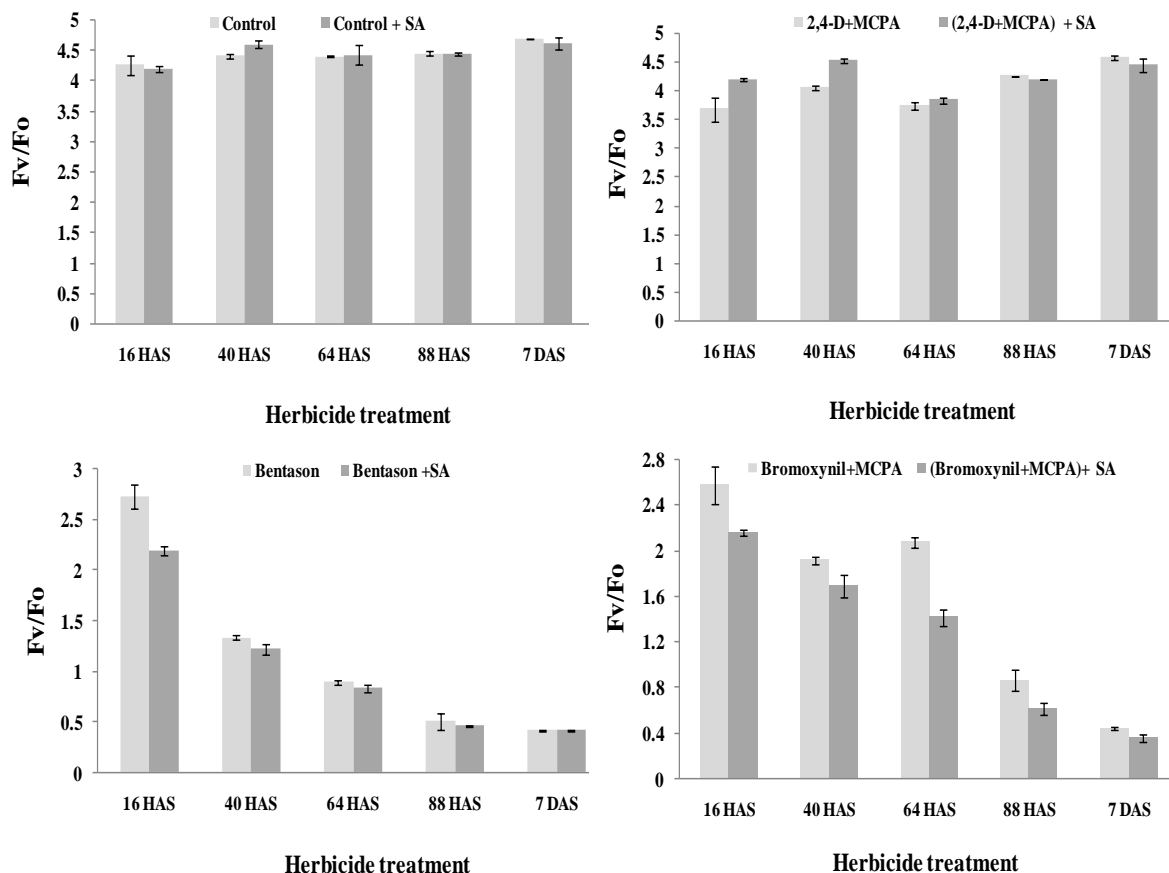 Control Control + SA
Fv/Fo
5
4.5
4
3.5
3
2.5
2
1.5
1
0.5
0
16 HAS 40 HAS 64 HAS 88 HAS 7 DAS
Herbicide treatment
2,4-D+MCPA (2,4-D+MCPA) + SA
Fv/Fo
5
4.5
4
3.5
3
2.5
2
1.5
1
0.5
0
16 HAS 40 HAS 64 HAS 88 HAS 7 DAS
Herbicide treatment
Bentason Bentason +SA
Fv/Fo
3
2.5
2
1.5
1
0.5
0
16 HAS 40 HAS 64 HAS 88 HAS 7 DAS
Herbicide treatment
Bromoxynil+MCPA (Bromoxynil+MCPA)+ SA
Fv/Fo
2.8
2.4
2
1.6
1.2
0.8
0.4
0
16 HAS 40 HAS 64 HAS 88 HAS 7 DAS
Herbicide treatment